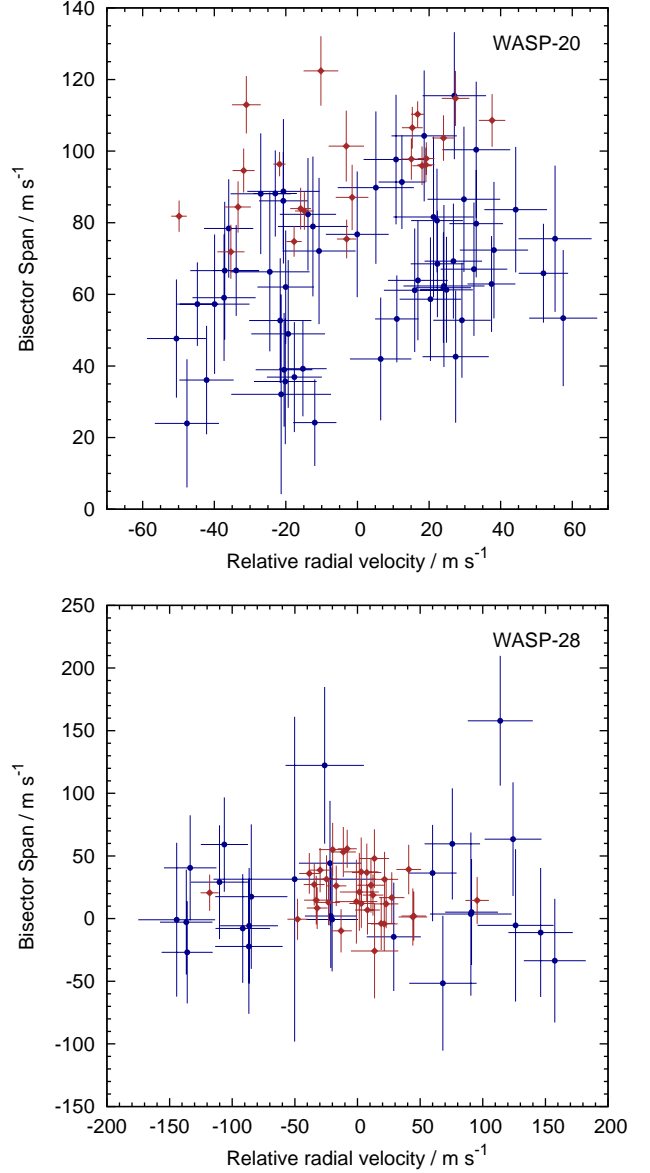 140
120
100
80
60
40
20
0
Bisector Span / m s-1
WASP-20
-60 -40 -20 0 20 40 60
Relative radial velocity / m s-1
250
200
150
100
50
0
-50
-100
-150
Bisector Span / m s-1
WASP-28
-200 -150 -100 -50 0 50 100 150 200
Relative radial velocity / m s-1